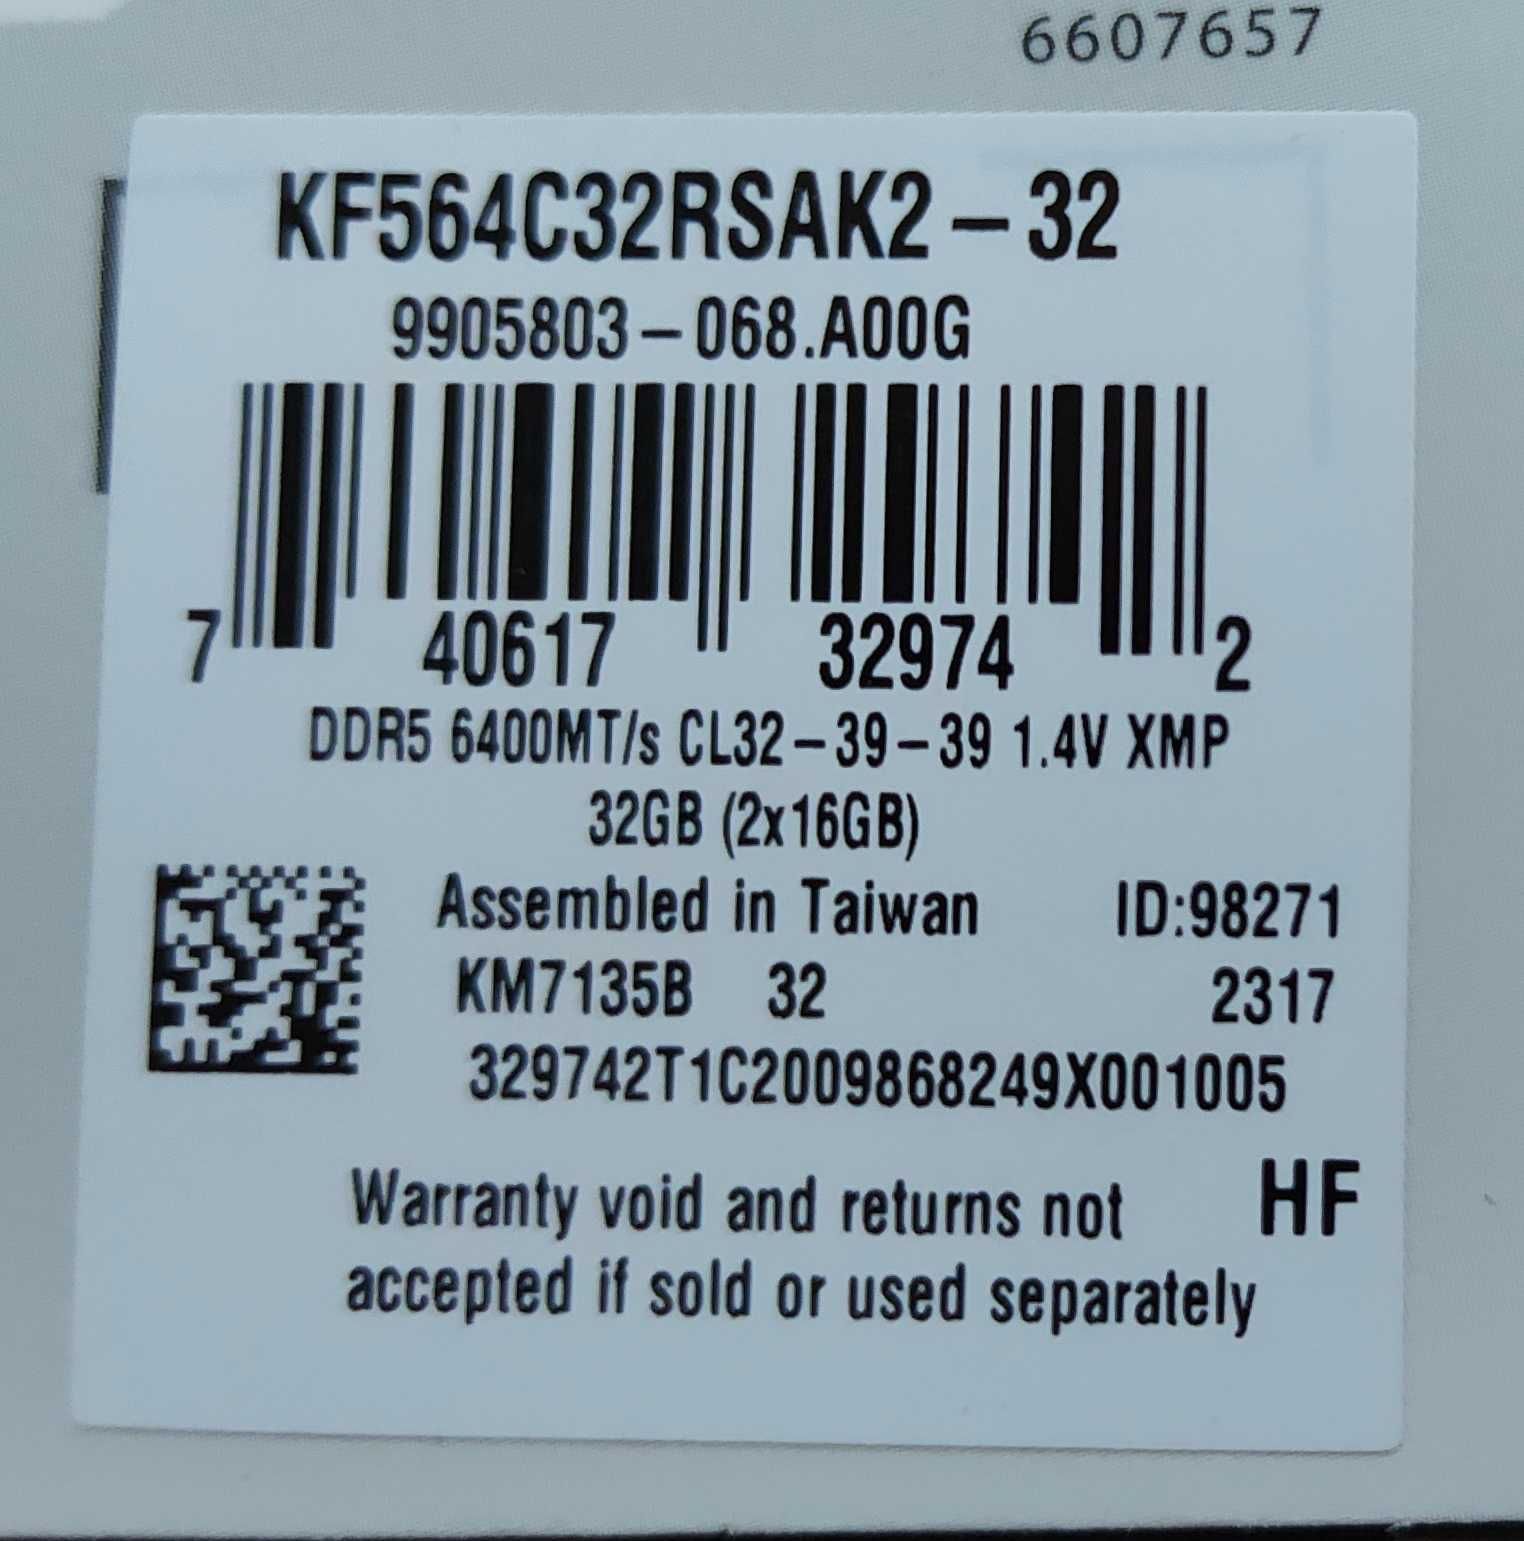 6607657
KF564C32RSAK2-32
9905803-068.A00G
7 40617 32974 2
DDR5 6400MT/s CL32-39-39 1.4V XMP
32GB (2x16GB)
Assembled in Taiwan ID:98271
KM7135B 32 2317
329742T1C2009868249X001005
Warranty void and returns not HF
accepted if sold or used separately